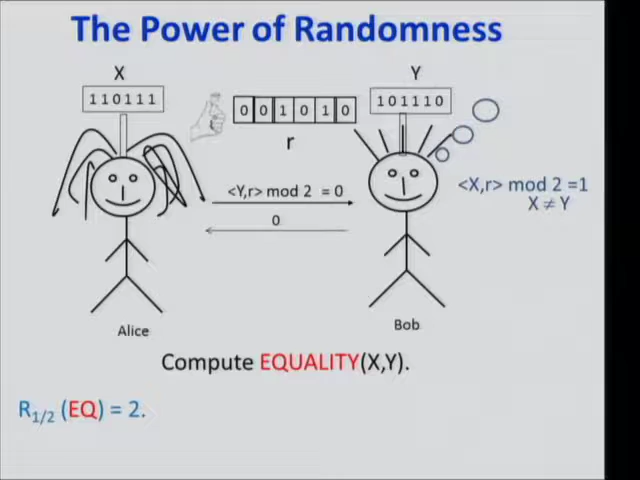 The Power of Randomness
X
Y
110111
0 0 1 0 1 0
101110
r
<Y,r> mod 2 = 0
<X,r> mod 2 =1
X ≠ Y
0
Alice
Bob
Compute EQUALITY(X,Y).
R1/2 (EQ) = 2.